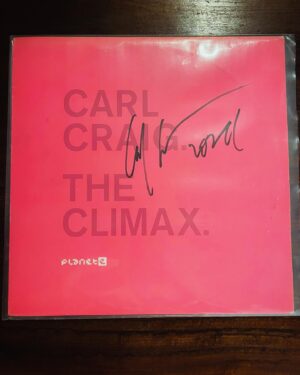 CARL
CRAIG.
THE
CLIMAX.
planet e